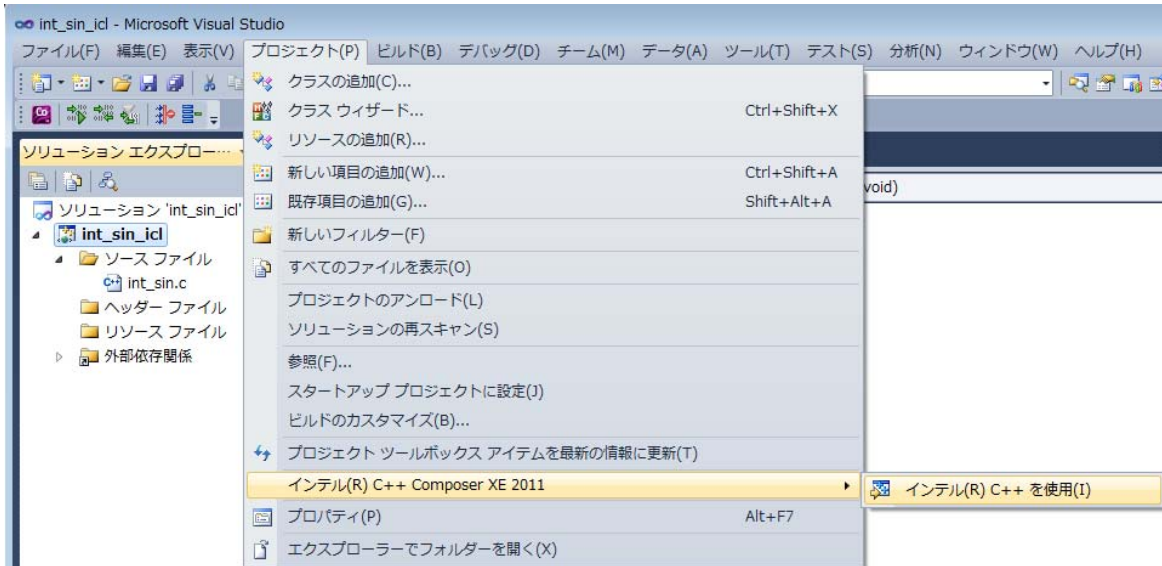 int_sin_icl - Microsoft Visual Studio
ファイル(F) 編集(E) 表示(V) プロジェクト(P) ビルド(B) デバッグ(D) チーム(M) データ(A) ツール(T) テスト(S) 分析(N) ウィンドウ(W) ヘルプ(H)
クラスの追加(C)...
クラス ウィザード... Ctrl+Shift+X
リソースの追加(R)...
新しい項目の追加(W)... Ctrl+Shift+A
既存項目の追加(G)... Shift+Alt+A
新しいフィルター(F)
すべてのファイルを表示(O)
プロジェクトのアンロード(L)
ソリューションの再スキャン(S)
参照(F)...
スタートアップ プロジェクトに設定(J)
ビルドのカスタマイズ(B)...
プロジェクト ツールボックス アイテムを最新の情報に更新(T)
インテル(R) C++ Composer XE 2011
インテル(R) C++ を使用(I)
プロパティ(P) Alt+F7
エクスプローラーでフォルダーを開く(X)
ソリューション エクスプロー…
ソリューション 'int_sin_icl'
int_sin_icl
ソース ファイル
int_sin.c
ヘッダー ファイル
リソース ファイル
外部依存関係
void)